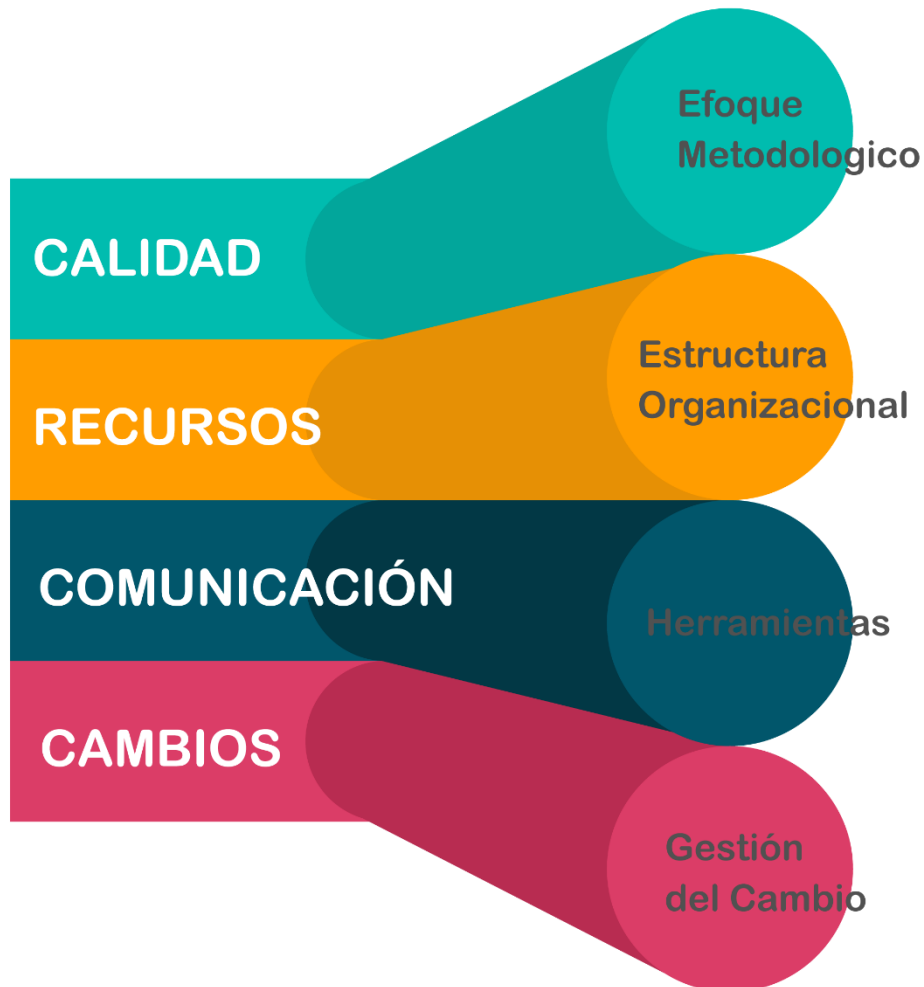 CALIDAD
Efoque
Metodologico
RECURSOS
Estructura
Organizacional
COMUNICACIÓN
Herramientas
CAMBIOS
Gestión
del Cambio